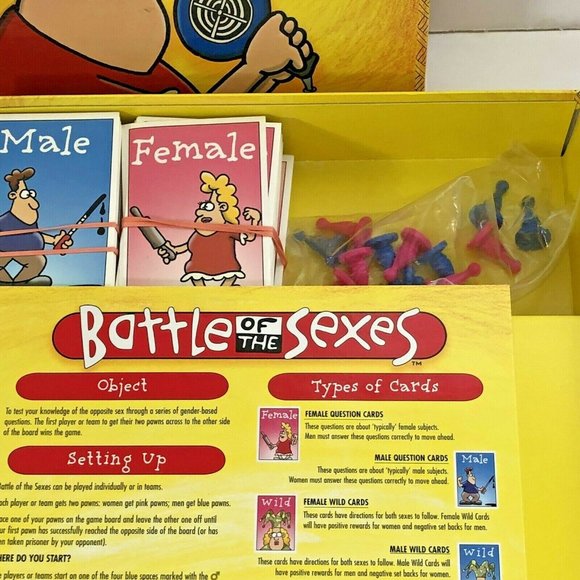 Male
Female
Battle OF THE Sexes™
Object
To test your knowledge of the opposite sex through a series of gender-based
questions. The first player or team to get their two pawns across to the other side
of the board wins the game.
Setting Up
Battle of the Sexes can be played individually or in teams.
each player or team gets two pawns: women get pink pawns; men get blue pawns.
one of your pawns on the game board and leave the other one off until
your first pawn has successfully reached the opposite side of the board (or has
been taken prisoner by your opponent).
WHERE DO YOU START?
players or teams start on one of the four blue spaces marked with the ♂
Types of Cards
Female
FEMALE QUESTION CARDS
These questions are about 'typically' female subjects.
Men must answer these questions correctly to move ahead.
MALE QUESTION CARDS
These questions are about 'typically' male subjects.
Women must answer these questions correctly to move ahead.
Male
Wild
FEMALE WILD CARDS
These cards have directions for both sexes to follow. Female Wild Cards
will have positive rewards for women and negative set backs for men.
MALE WILD CARDS
These cards have directions for both sexes to follow. Male Wild Cards will
have positive rewards for men and negative set backs for women.
Wild